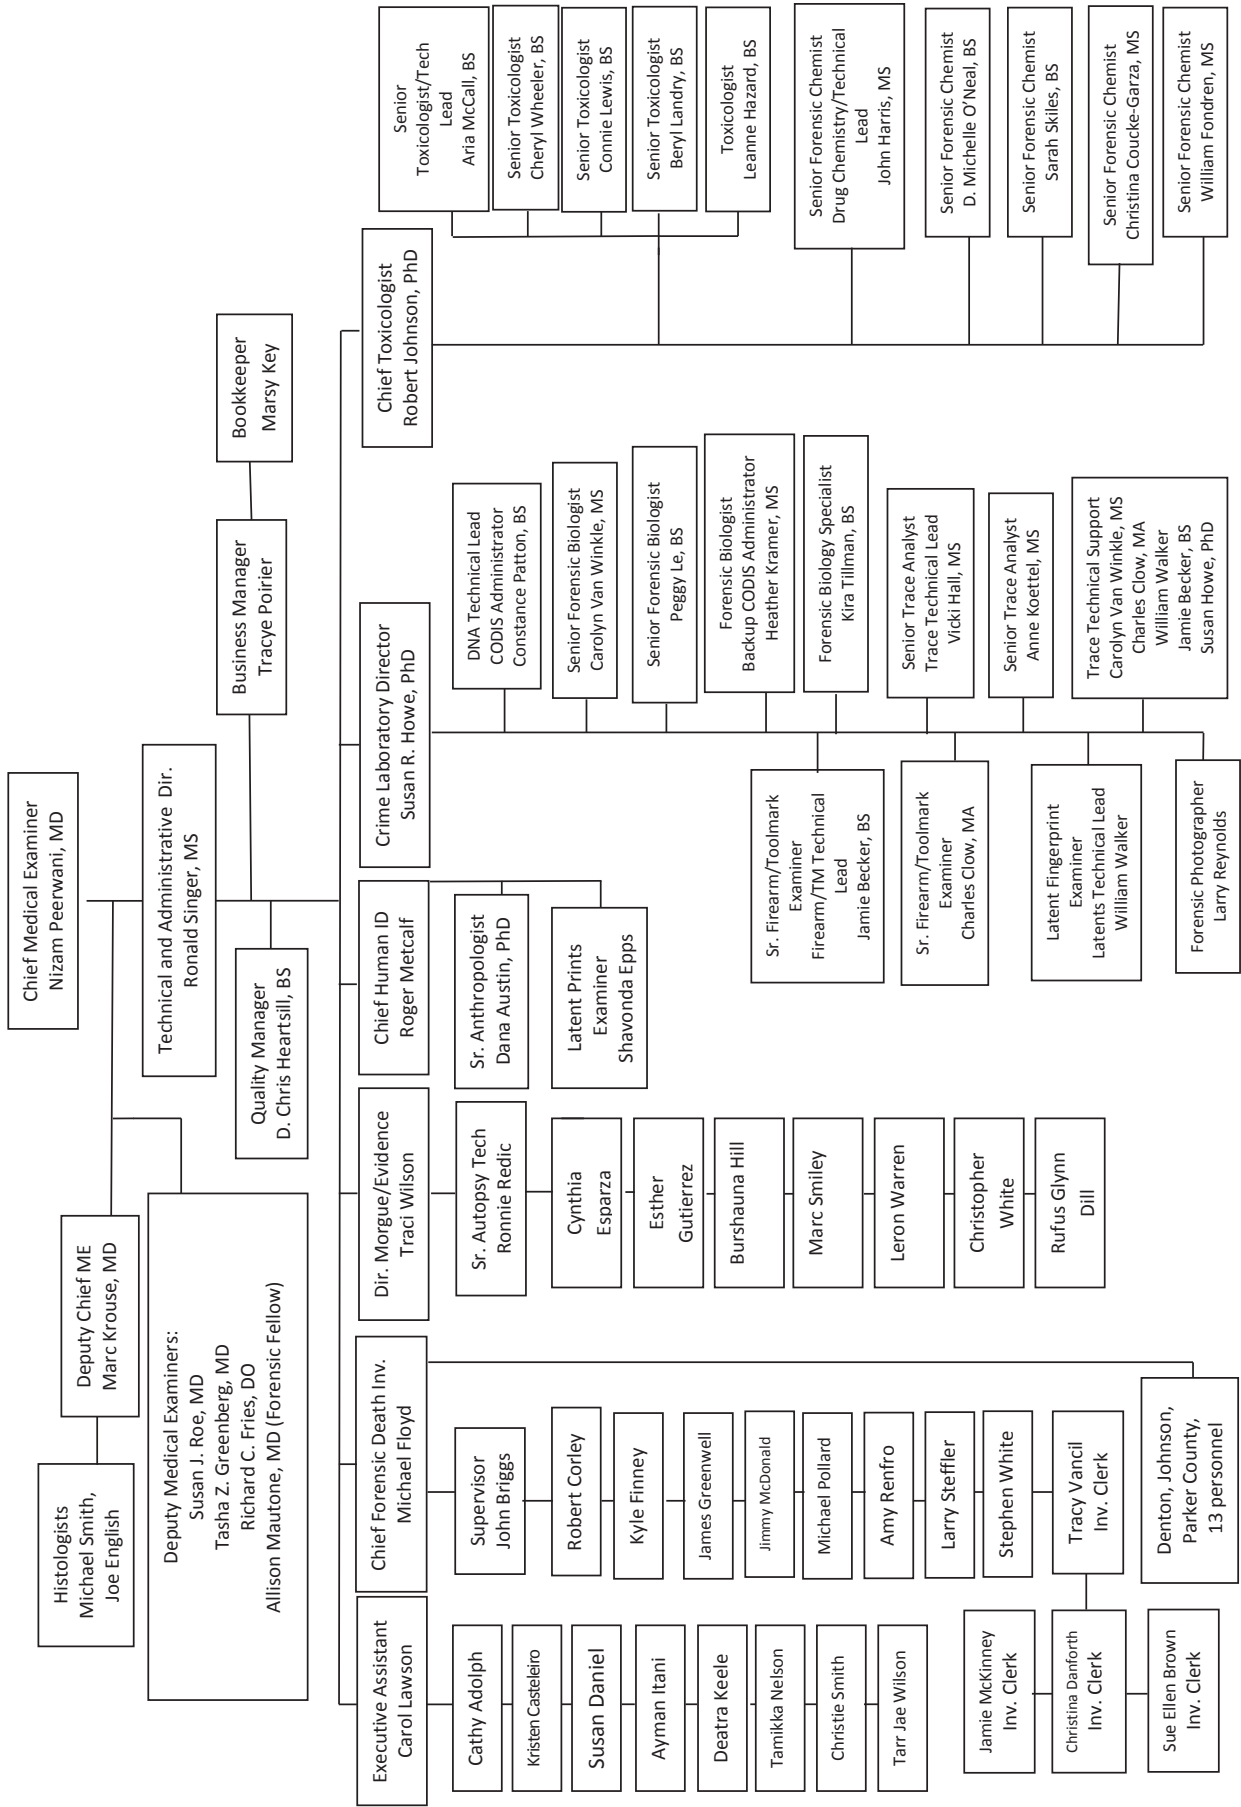 Chief Medical Examiner
Nizam Peerwani, MD
Deputy Chief ME
Marc Krouse, MD
Histologists
Michael Smith,
Joe English
Deputy Medical Examiners:
Susan J. Roe, MD
Tasha Z. Greenberg, MD
Richard C. Fries, DO
Allison Mautone, MD (Forensic Fellow)
Technical and Administrative Dir.
Ronald Singer, MS
Quality Manager
D. Chris Heartsill, BS
Business Manager
Tracye Poirier
Bookkeeper
Marsy Key
Executive Assistant
Carol Lawson
Cathy Adolph
Kristen Casteleiro
Susan Daniel
Ayman Itani
Deatra Keele
Tamikka Nelson
Christie Smith
Tarr Jae Wilson
Chief Forensic Death Inv.
Michael Floyd
Supervisor
John Briggs
Robert Corley
Kyle Finney
James Greenwell
Jimmy McDonald
Michael Pollard
Amy Renfro
Larry Steffler
Stephen White
Tracy Vancil
Inv. Clerk
Jamie McKinney
Inv. Clerk
Christina Danforth
Inv. Clerk
Sue Ellen Brown
Inv. Clerk
Denton, Johnson,
Parker County,
13 personnel
Dir. Morgue/Evidence
Traci Wilson
Sr. Autopsy Tech
Ronnie Redic
Cynthia
Esparza
Esther
Gutierrez
Burshauna Hill
Marc Smiley
Leron Warren
Christopher
White
Rufus Glynn
Dill
Chief Human ID
Roger Metcalf
Sr. Anthropologist
Dana Austin, PhD
Latent Prints
Examiner
Shavonda Epps
Crime Laboratory Director
Susan R. Howe, PhD
DNA Technical Lead
CODIS Administrator
Constance Patton, BS
Senior Forensic Biologist
Carolyn Van Winkle, MS
Senior Forensic Biologist
Peggy Le, BS
Forensic Biologist
Backup CODIS Administrator
Heather Kramer, MS
Forensic Biology Specialist
Kira Tillman, BS
Senior Trace Analyst
Trace Technical Lead
Vicki Hall, MS
Senior Trace Analyst
Anne Koettel, MS
Trace Technical Support
Carolyn Van Winkle, MS
Charles Clow, MA
William Walker
Jamie Becker, BS
Susan Howe, PhD
Sr. Firearm/Toolmark
Examiner
Firearm/TM Technical
Lead
Jamie Becker, BS
Sr. Firearm/Toolmark
Examiner
Charles Clow, MA
Latent Fingerprint
Examiner
Latents Technical Lead
William Walker
Forensic Photographer
Larry Reynolds
Chief Toxicologist
Robert Johnson, PhD
Senior
Toxicologist/Tech
Lead
Aria McCall, BS
Senior Toxicologist
Cheryl Wheeler, BS
Senior Toxicologist
Connie Lewis, BS
Senior Toxicologist
Beryl Landry, BS
Toxicologist
Leanne Hazard, BS
Senior Forensic Chemist
Drug Chemistry/Technical
Lead
John Harris, MS
Senior Forensic Chemist
D. Michelle O’Neal, BS
Senior Forensic Chemist
Sarah Skiles, BS
Senior Forensic Chemist
Christina Coucke-Garza, MS
Senior Forensic Chemist
William Fondren, MS